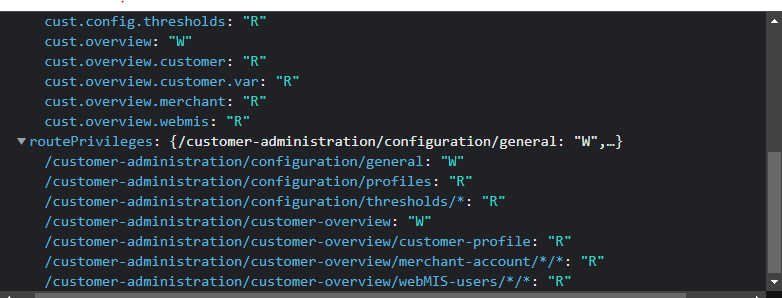 cust.config.thresholds: "R"
cust.overview: "W"
cust.overview.customer: "R"
cust.overview.customer.var: "R"
cust.overview.merchant: "R"
cust.overview.webmis: "R"
routePrivileges: {/customer-administration/configuration/general: "W",…}
/customer-administration/configuration/general: "W"
/customer-administration/configuration/profiles: "R"
/customer-administration/configuration/thresholds/*: "R"
/customer-administration/customer-overview: "W"
/customer-administration/customer-overview/customer-profile: "R"
/customer-administration/customer-overview/merchant-account/*/*: "R"
/customer-administration/customer-overview/webMIS-users/*/*: "R"